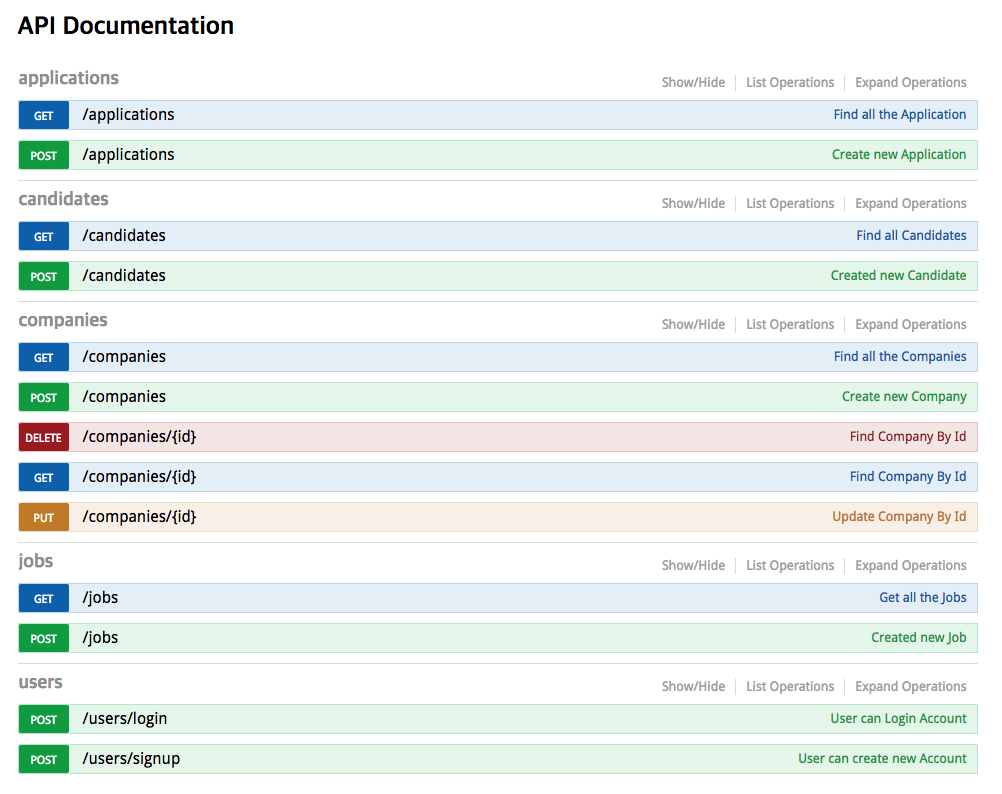 API Documentation
applications Show/Hide List Operations Expand Operations
GET /applications Find all the Application
POST /applications Create new Application
candidates Show/Hide List Operations Expand Operations
GET /candidates Find all Candidates
POST /candidates Created new Candidate
companies Show/Hide List Operations Expand Operations
GET /companies Find all the Companies
POST /companies Create new Company
DELETE /companies/{id} Find Company By Id
GET /companies/{id} Find Company By Id
PUT /companies/{id} Update Company By Id
jobs Show/Hide List Operations Expand Operations
GET /jobs Get all the Jobs
POST /jobs Created new Job
users Show/Hide List Operations Expand Operations
POST /users/login User can Login Account
POST /users/signup User can create new Account